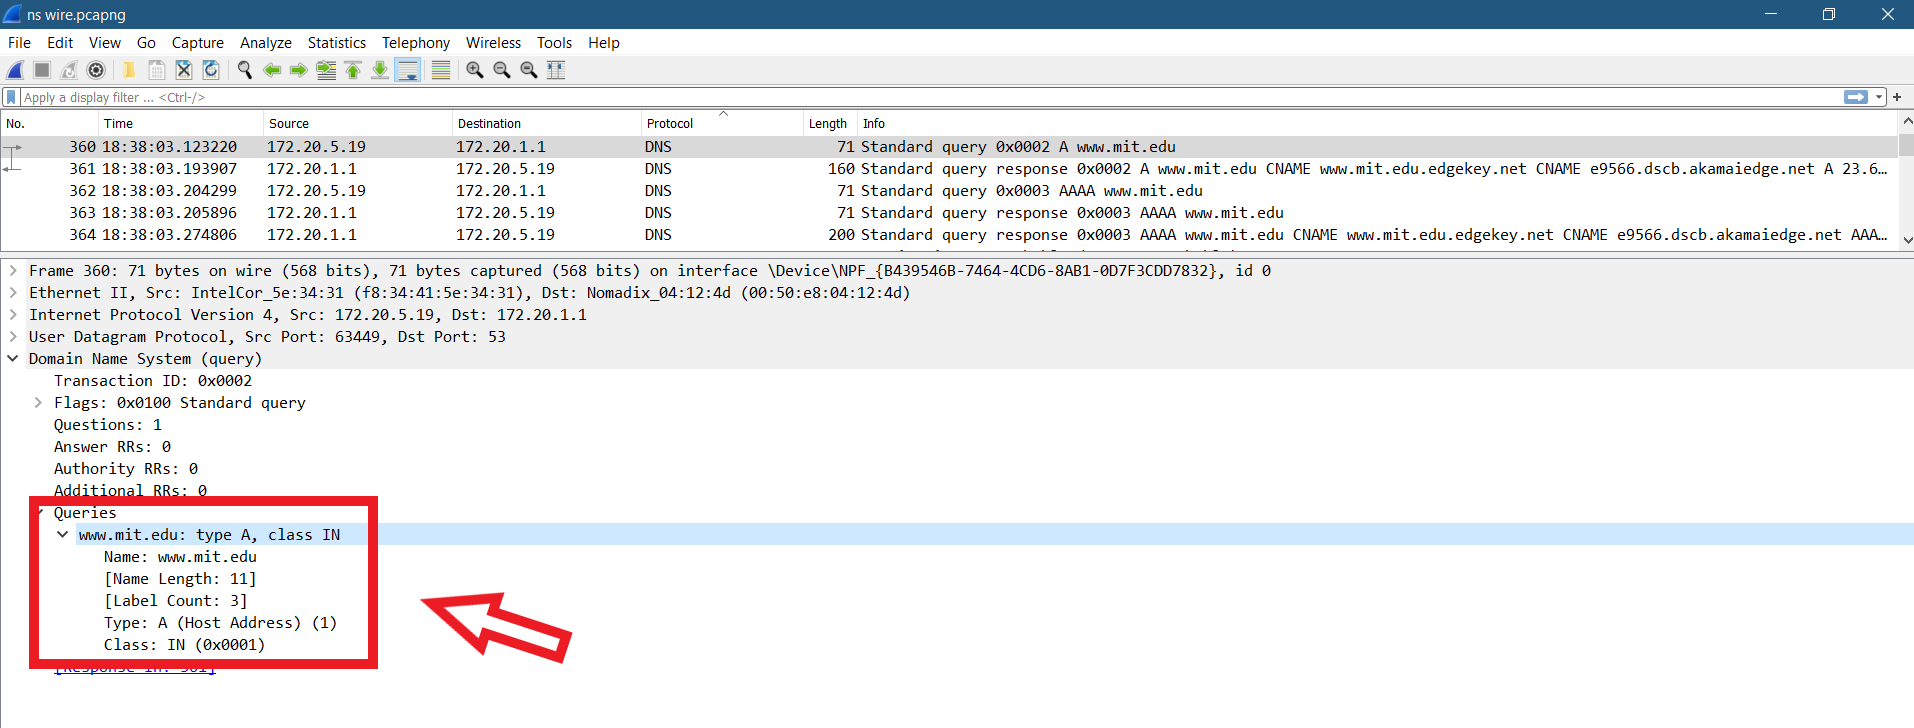 ns wire.pcapng
File Edit View Go Capture Analyze Statistics Telephony Wireless Tools Help
Apply a display filter ... <Ctrl-/>
+
No. Time Source Destination Protocol Length Info
360 18:38:03.123220 172.20.5.19 172.20.1.1 DNS 71 Standard query 0x0002 A www.mit.edu
361 18:38:03.193907 172.20.1.1 172.20.5.19 DNS 160 Standard query response 0x0002 A www.mit.edu CNAME www.mit.edu.edgekey.net CNAME e9566.dscb.akamaiedge.net A 23.6…
362 18:38:03.204299 172.20.5.19 172.20.1.1 DNS 71 Standard query 0x0003 AAAA www.mit.edu
363 18:38:03.205896 172.20.1.1 172.20.5.19 DNS 71 Standard query response 0x0003 AAAA www.mit.edu
364 18:38:03.274806 172.20.1.1 172.20.5.19 DNS 200 Standard query response 0x0003 AAAA www.mit.edu CNAME www.mit.edu.edgekey.net CNAME e9566.dscb.akamaiedge.net AAA…
Frame 360: 71 bytes on wire (568 bits), 71 bytes captured (568 bits) on interface \Device\NPF_{B439546B-7464-4CD6-8AB1-0D7F3CDD7832}, id 0
Ethernet II, Src: IntelCor_5e:34:31 (f8:34:41:5e:34:31), Dst: Nomadix_04:12:4d (00:50:e8:04:12:4d)
Internet Protocol Version 4, Src: 172.20.5.19, Dst: 172.20.1.1
User Datagram Protocol, Src Port: 63449, Dst Port: 53
Domain Name System (query)
Transaction ID: 0x0002
Flags: 0x0100 Standard query
Questions: 1
Answer RRs: 0
Authority RRs: 0
Additional RRs: 0
Queries
www.mit.edu: type A, class IN
Name: www.mit.edu
[Name Length: 11]
[Label Count: 3]
Type: A (Host Address) (1)
Class: IN (0x0001)
[Response In: 361]